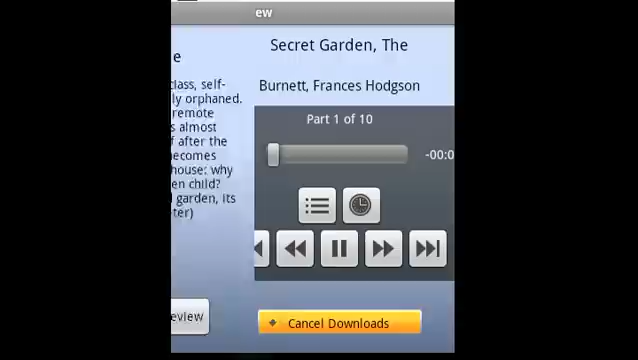 ew
Secret Garden, The
Burnett, Frances Hodgson
e
class, self-
ly orphaned.
remote
s almost
f after the
ecomes
house: why
en child?
garden, its
ter)
Part 1 of 10
-00:0
eview
Cancel Downloads